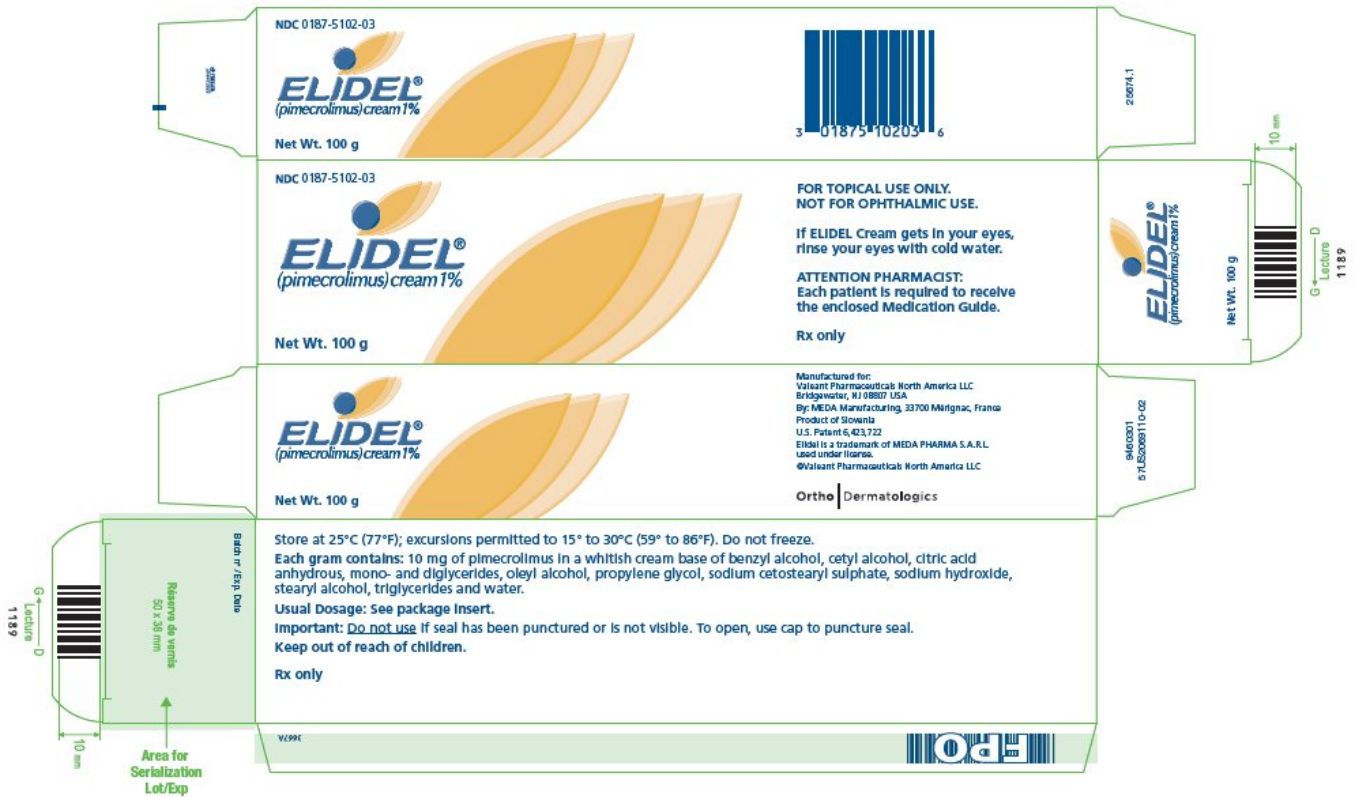 NDC 0187-5102-03
ELIDEL®
(pimecrolimus) cream 1%
Net Wt. 100 g
3 01875 10203 6
25674.1
NDC 0187-5102-03
ELIDEL®
(pimecrolimus) cream 1%
Net Wt. 100 g
FOR TOPICAL USE ONLY.
NOT FOR OPHTHALMIC USE.
If ELIDEL Cream gets in your eyes,
rinse your eyes with cold water.
ATTENTION PHARMACIST:
Each patient is required to receive
the enclosed Medication Guide.
Rx only
ELIDEL®
(pimecrolimus) cream 1%
Net Wt. 100 g
10 mm
G D
Lecture
1189
ELIDEL®
(pimecrolimus) cream 1%
Net Wt. 100 g
Manufactured for:
Valeant Pharmaceuticals North America LLC
Bridgewater, NJ 08807 USA
By: MEDA Manufacturing, 33700 Mérignac, France
Product of Slovenia
U.S. Patent 6,423,722
Elidel is a trademark of MEDA PHARMA S.A.R.L.
used under license.
©Valeant Pharmaceuticals North America LLC
Ortho Dermatologics
9460301
57US2069110-02
Store at 25°C (77°F); excursions permitted to 15° to 30°C (59° to 86°F). Do not freeze.
Each gram contains: 10 mg of pimecrolimus in a whitish cream base of benzyl alcohol, cetyl alcohol, citric acid
anhydrous, mono- and diglycerides, oleyl alcohol, propylene glycol, sodium cetostearyl sulphate, sodium hydroxide,
stearyl alcohol, triglycerides and water.
Usual Dosage: See package insert.
Important: Do not use if seal has been punctured or is not visible. To open, use cap to puncture seal.
Keep out of reach of children.
Rx only
Batch n° / Exp. Date
Réserve de vernis
50 x 38 mm
G D
Lecture
1189
10 mm
Area for
Serialization
Lot/Exp
3667A
FPO